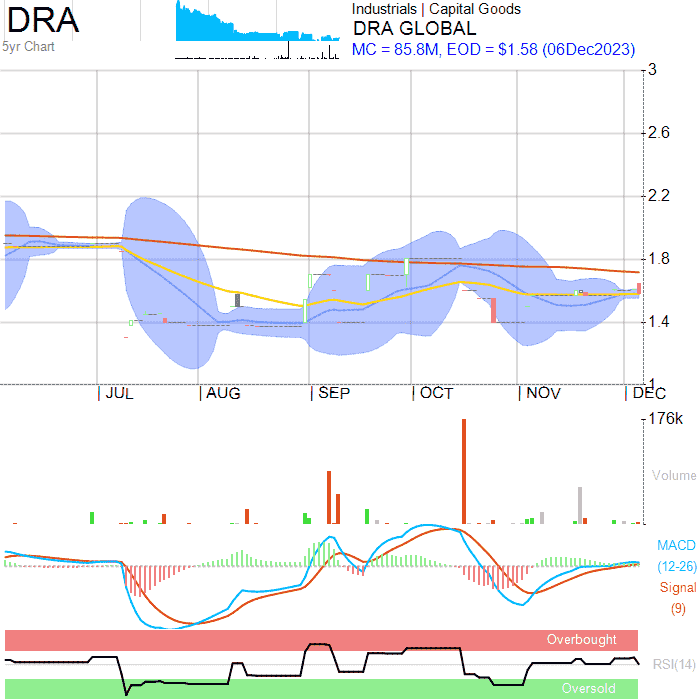 DRA
5yr Chart
Industrials | Capital Goods
DRA GLOBAL
MC = 85.8M, EOD = $1.58 (06Dec2023)
3
2.6
2.2
1.8
1.4
1
JUL AUG SEP OCT NOV DEC
176k
Volume
MACD
(12-26)
Signal
(9)
Overbought
RSI(14)
Oversold